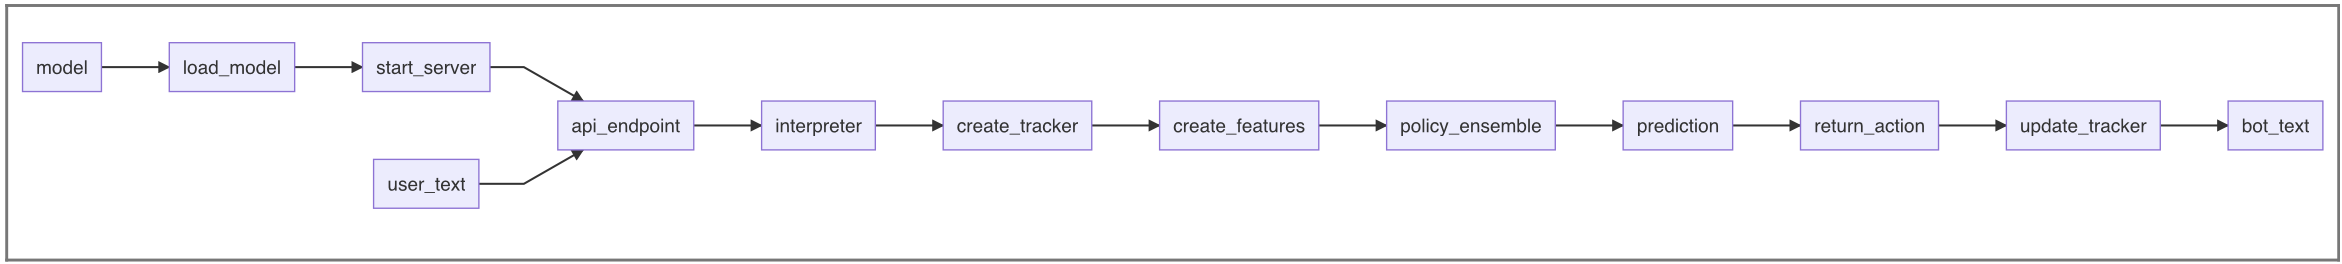 model
load_model
start_server
user_text
api_endpoint
interpreter
create_tracker
create_features
policy_ensemble
prediction
return_action
update_tracker
bot_text